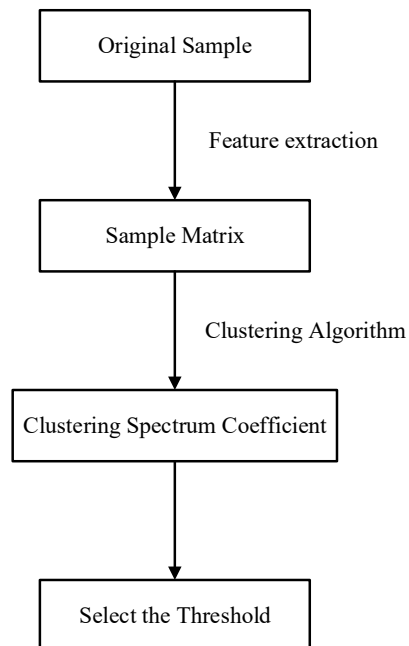 Original Sample
Feature extraction
Sample Matrix
Clustering Algorithm
Clustering Spectrum Coefficient
Select the Threshold